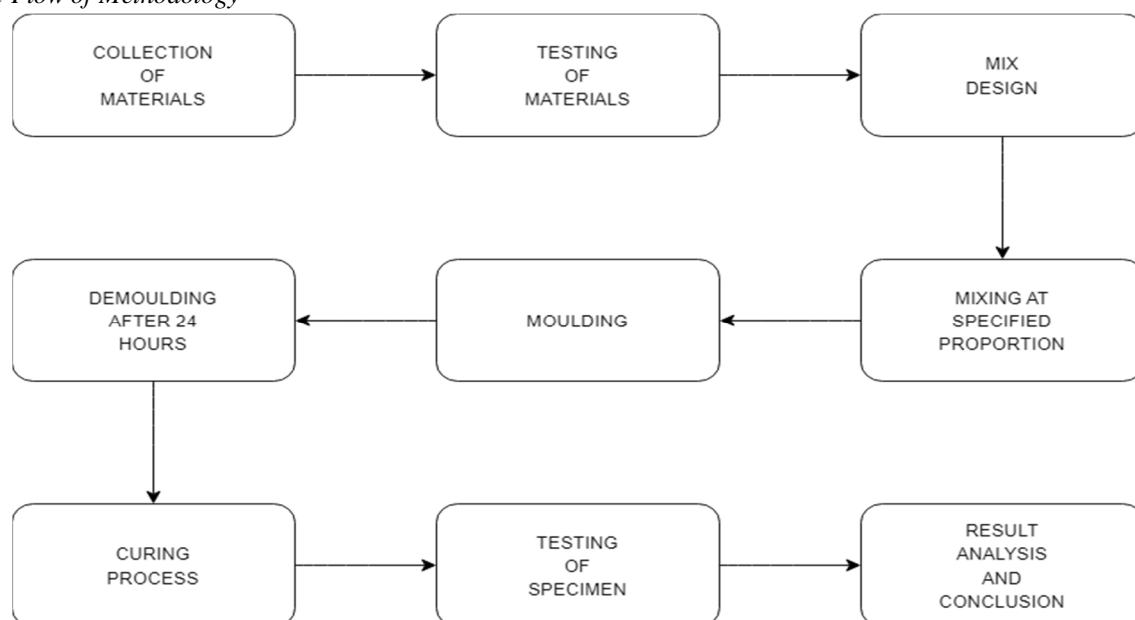 Flow of Methodology
COLLECTION
OF
MATERIALS
TESTING
OF
MATERIALS
MIX
DESIGN
MIXING AT
SPECIFIED
PROPORTION
MOULDING
DEMOULDING
AFTER 24
HOURS
CURING
PROCESS
TESTING
OF
SPECIMEN
RESULT
ANALYSIS
AND
CONCLUSION